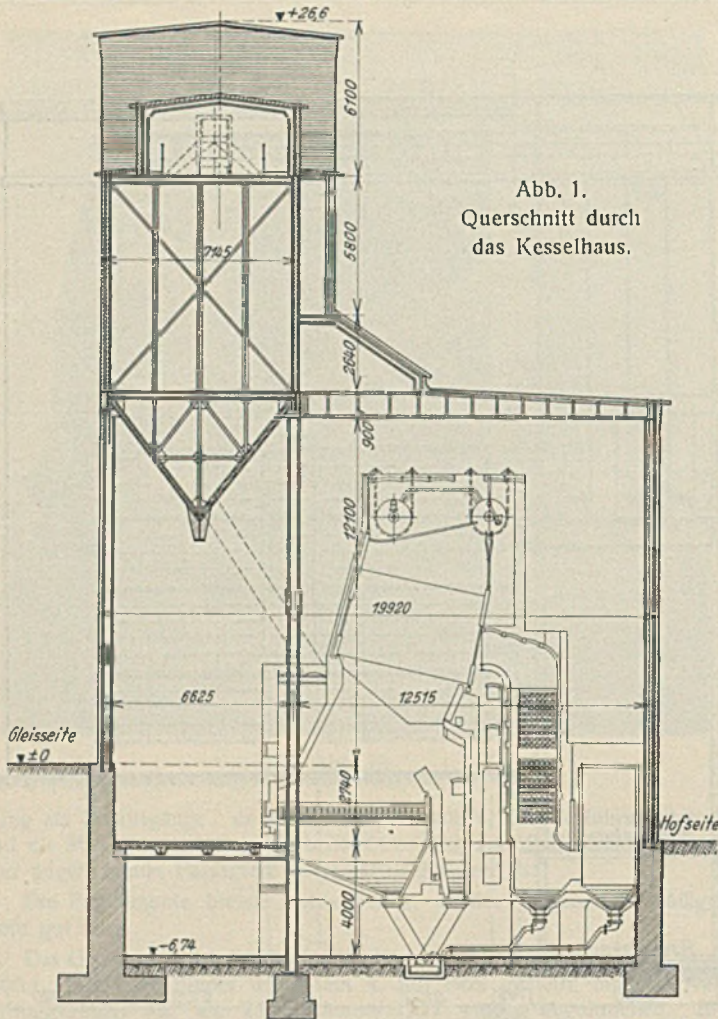 +26,6
6100
Abb. 1.
Querschnitt durch
das Kesselhaus.
5800
7145
2640
900
12100
19920
6625
12515
Gleisseite
±0
2740
Hofseite
4000
-6,74